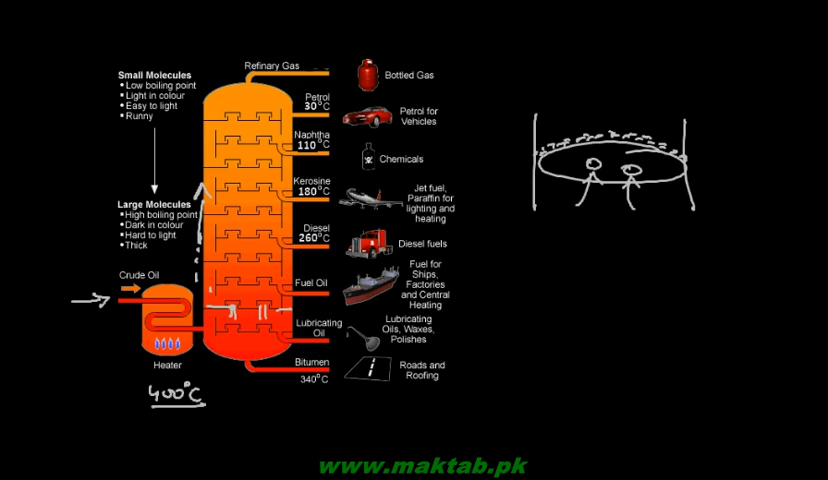 Small Molecules
▪ Low boiling point
▪ Light in colour
▪ Easy to light
▪ Runny
Large Molecules
▪ High boiling point
▪ Dark in colour
▪ Hard to light
▪ Thick
Crude Oil
Heater
400°C
Refinary Gas
Petrol
30°C
Naphtha
110°C
Kerosine
180°C
Diesel
260°C
Fuel Oil
Lubricating
Oil
Bitumen
340°C
Bottled Gas
Petrol for
Vehicles
Chemicals
Jet fuel,
Paraffin for
lighting and
heating
Diesel fuels
Fuel for
Ships,
Factories
and Central
Heating
Lubricating
Oils, Waxes,
Polishes
Roads and
Roofing
www.maktab.pk